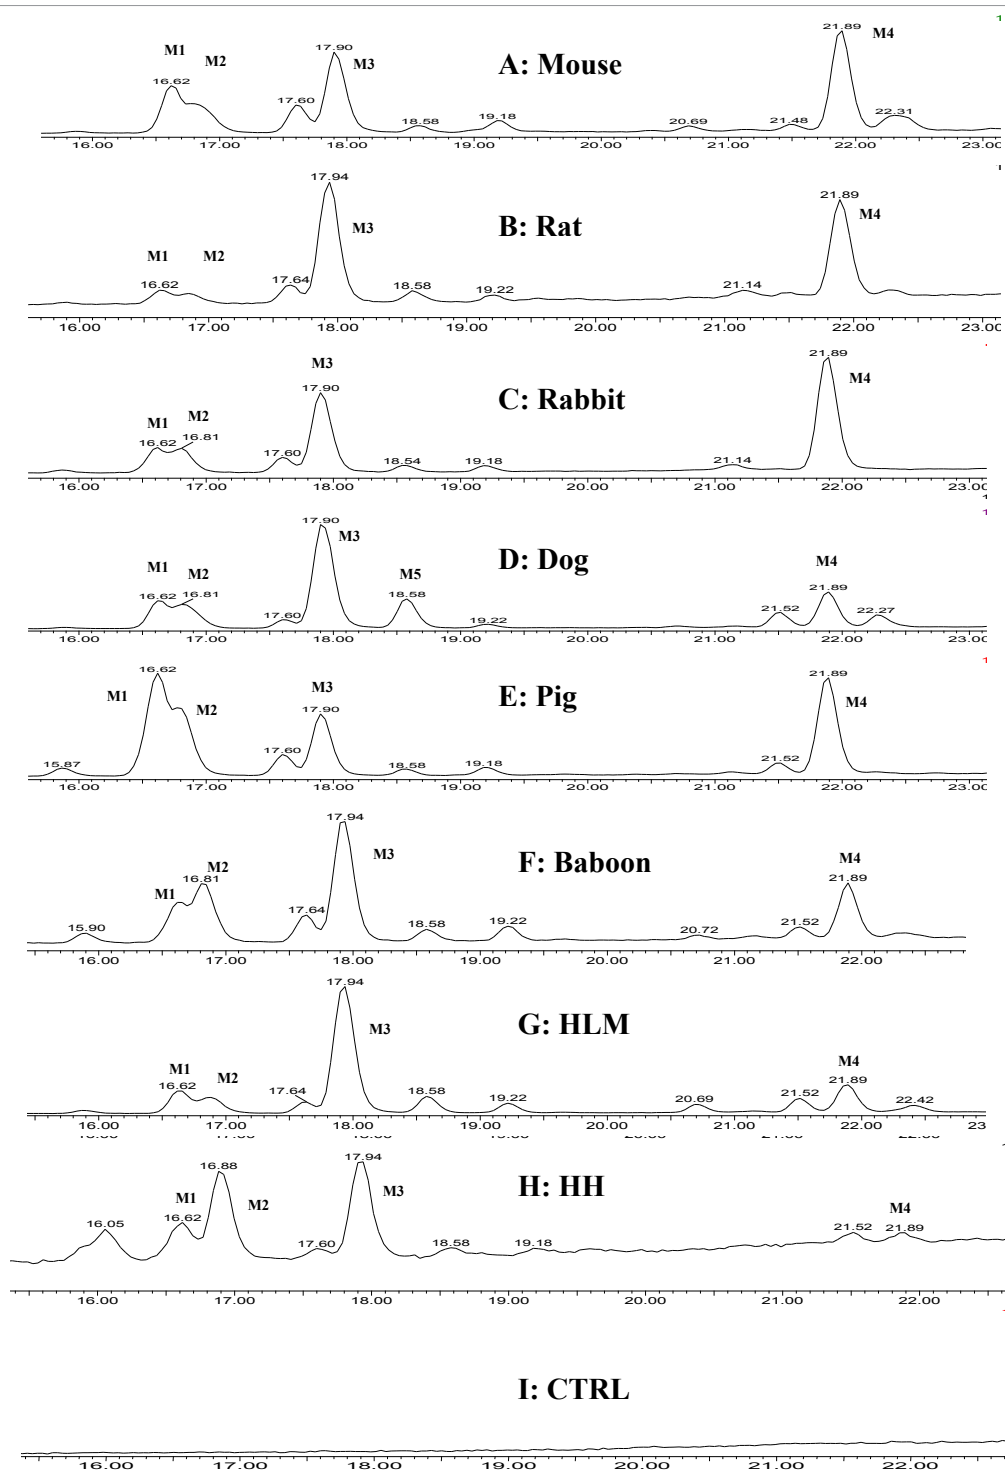 1
21.89
M4
M1
17.90
M2
M3
A: Mouse
16.62
17.60
18.58
19.18
20.69
21.48
22.31
16.00 17.00 18.00 19.00 20.00 21.00 22.00 23.00
1
17.94
21.89
B: Rat
M4
M3
M1 M2
16.62
17.64
18.58
19.22
21.14
16.00 17.00 18.00 19.00 20.00 21.00 22.00 23.00
21.89
M3
M4
17.90
C: Rabbit
M1 M2
16.62 16.81
17.60
18.54
19.18
21.14
16.00 17.00 18.00 19.00 20.00 21.00 22.00 23.00
1
1
17.90
M3
D: Dog
M4
M1 M2
M5
21.89
16.62 16.81
18.58
17.60
19.22
21.52
22.27
16.00 17.00 18.00 19.00 20.00 21.00 22.00 23.00
1
16.62
21.89
M1
M3
E: Pig
M4
M2
17.90
15.87
17.60
18.58
19.18
21.52
16.00 17.00 18.00 19.00 20.00 21.00 22.00 23.00
17.94
M3
F: Baboon
M4
M2
16.81
M1
21.89
15.90
17.64
18.58
19.22
20.72
21.52
16.00 17.00 18.00 19.00 20.00 21.00 22.00
17.94
G: HLM
M3
M4
M1
16.62
M2
17.64
18.58
19.22
20.69
21.52
21.89
22.42
16.00 17.00 18.00 19.00 20.00 21.00 22.00 23
17.94
16.88
H: HH
M3
M1
M2
M4
16.62
16.05
17.60
18.58
19.18
21.52
21.89
16.00 17.00 18.00 19.00 20.00 21.00 22.00
I: CTRL
16.00 17.00 18.00 19.00 20.00 21.00 22.00